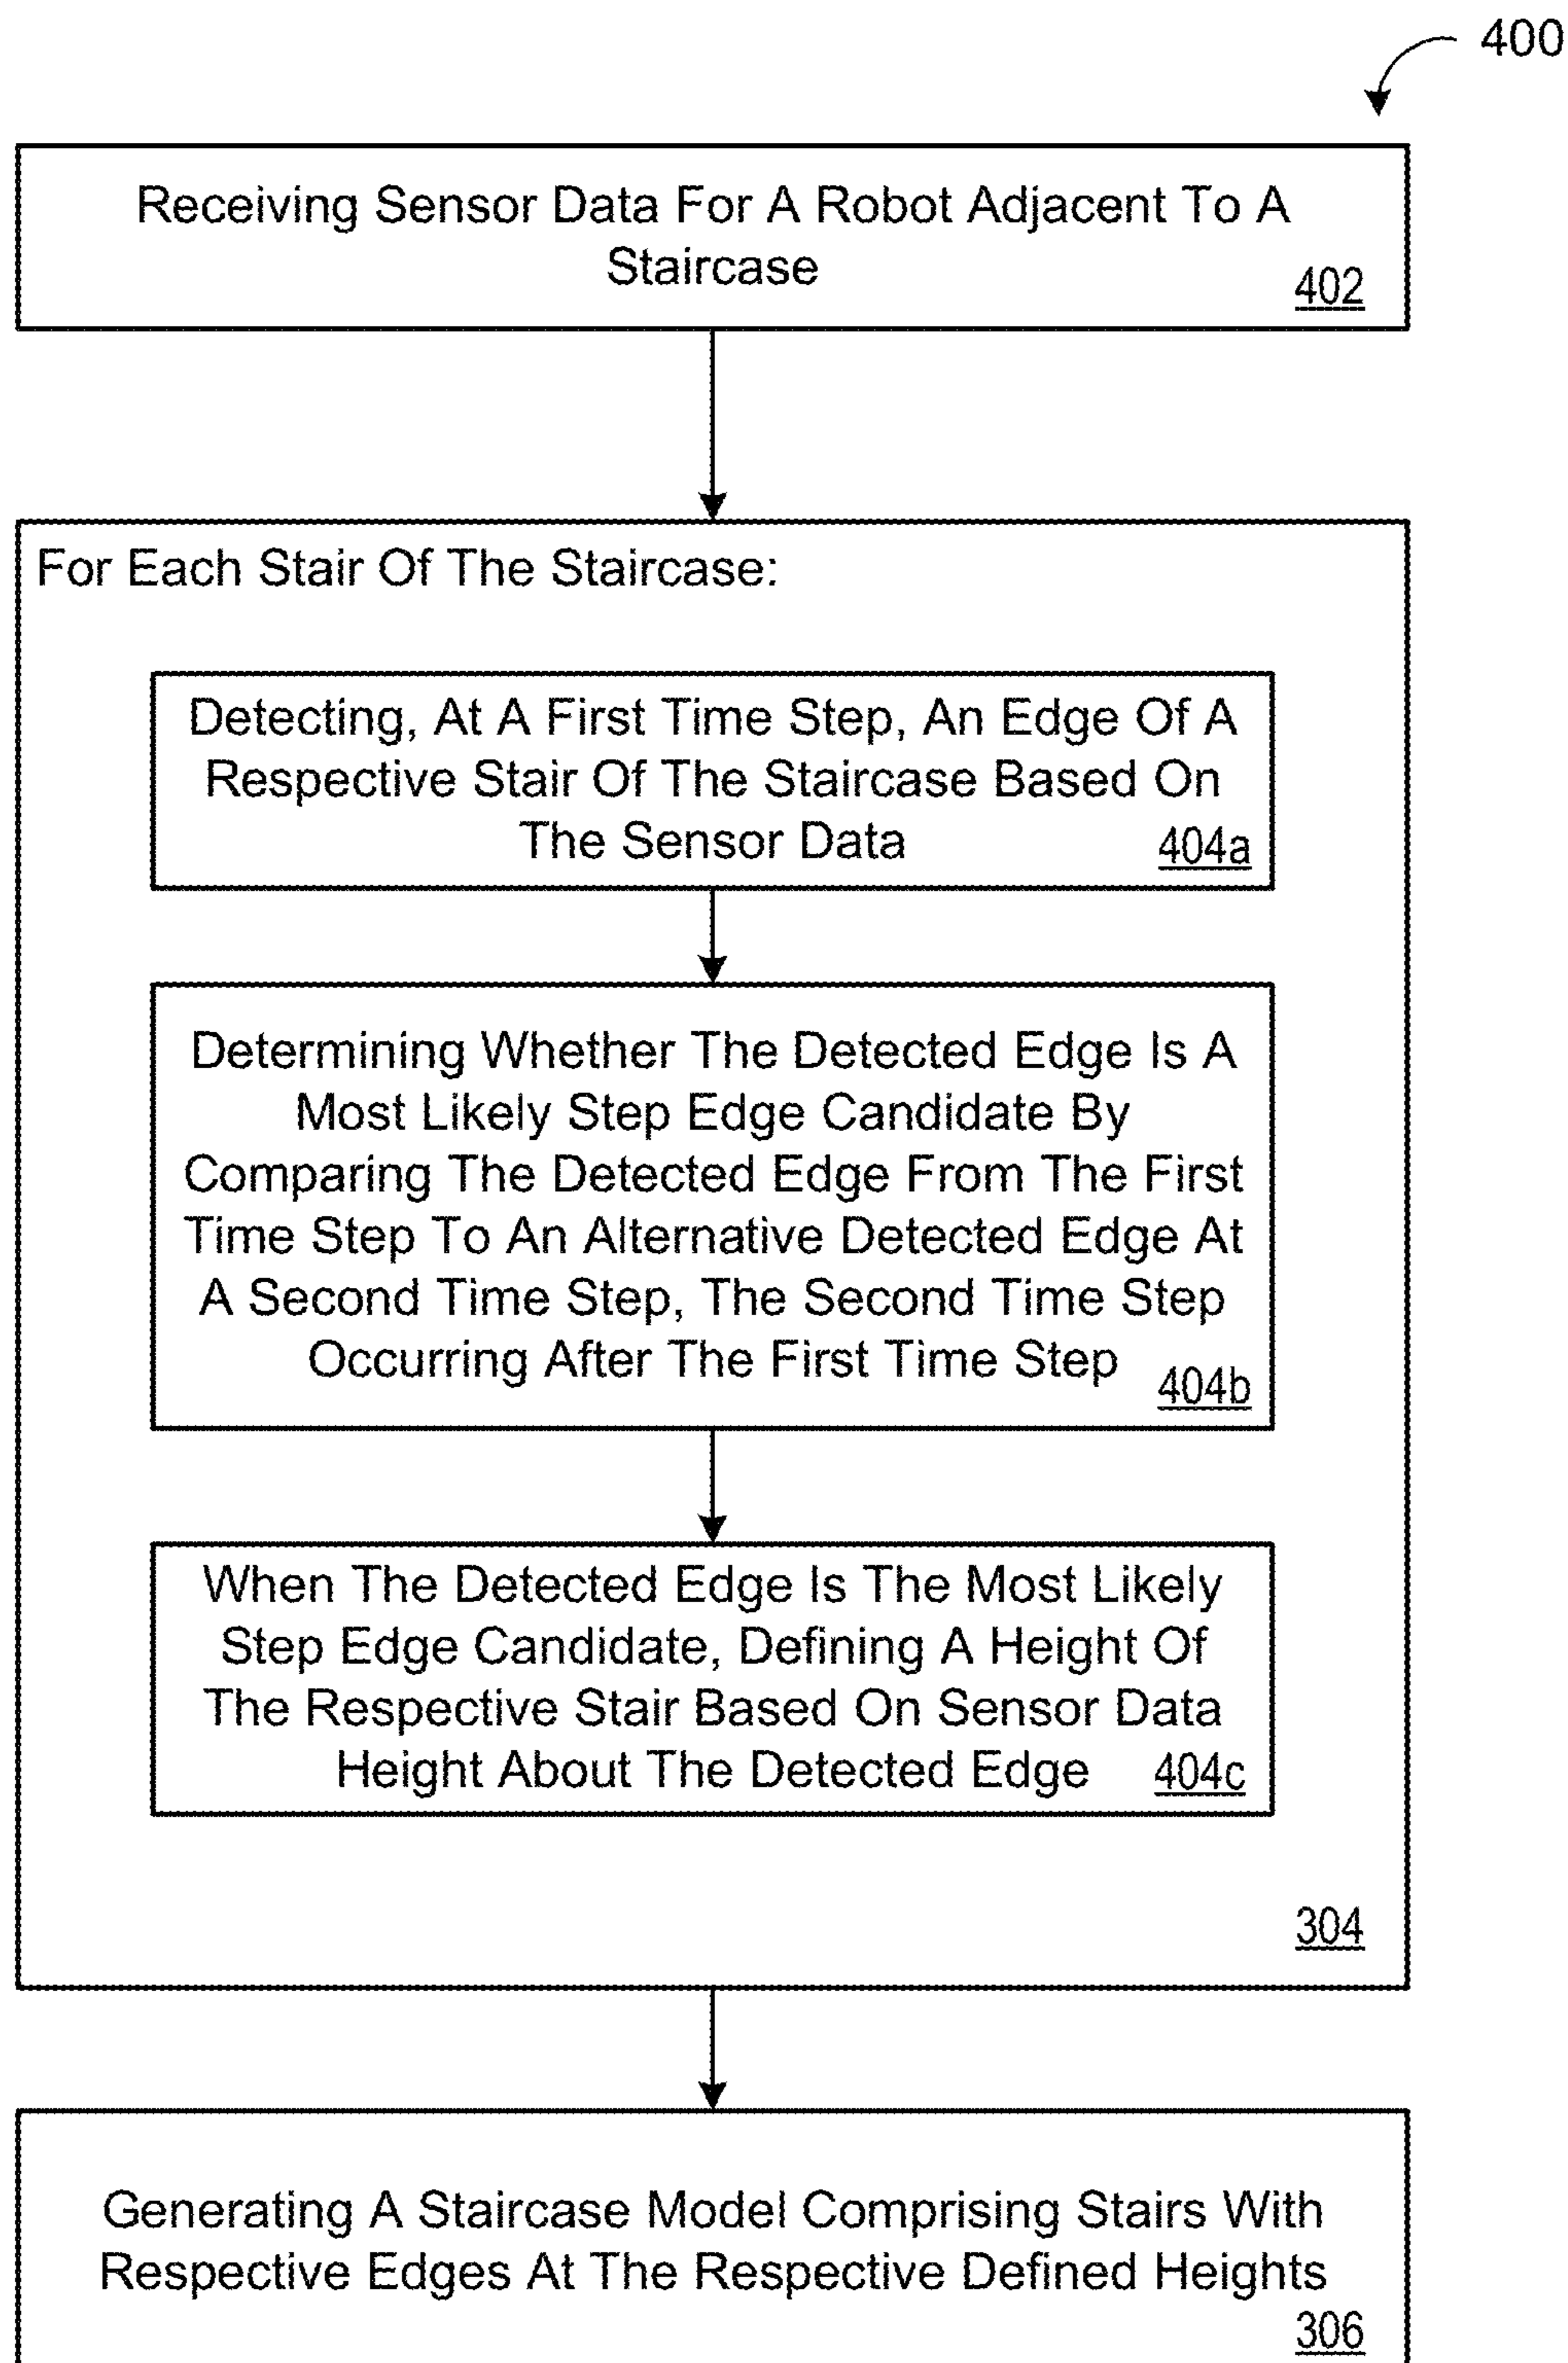 400
Receiving Sensor Data For A Robot Adjacent To A
Staircase
402
For Each Stair Of The Staircase:
Detecting, At A First Time Step, An Edge Of A
Respective Stair Of The Staircase Based On
The Sensor Data
404a
Determining Whether The Detected Edge Is A
Most Likely Step Edge Candidate By
Comparing The Detected Edge From The First
Time Step To An Alternative Detected Edge At
A Second Time Step, The Second Time Step
Occurring After The First Time Step
404b
When The Detected Edge Is The Most Likely
Step Edge Candidate, Defining A Height Of
The Respective Stair Based On Sensor Data
Height About The Detected Edge
404c
304
Generating A Staircase Model Comprising Stairs With
Respective Edges At The Respective Defined Heights
306